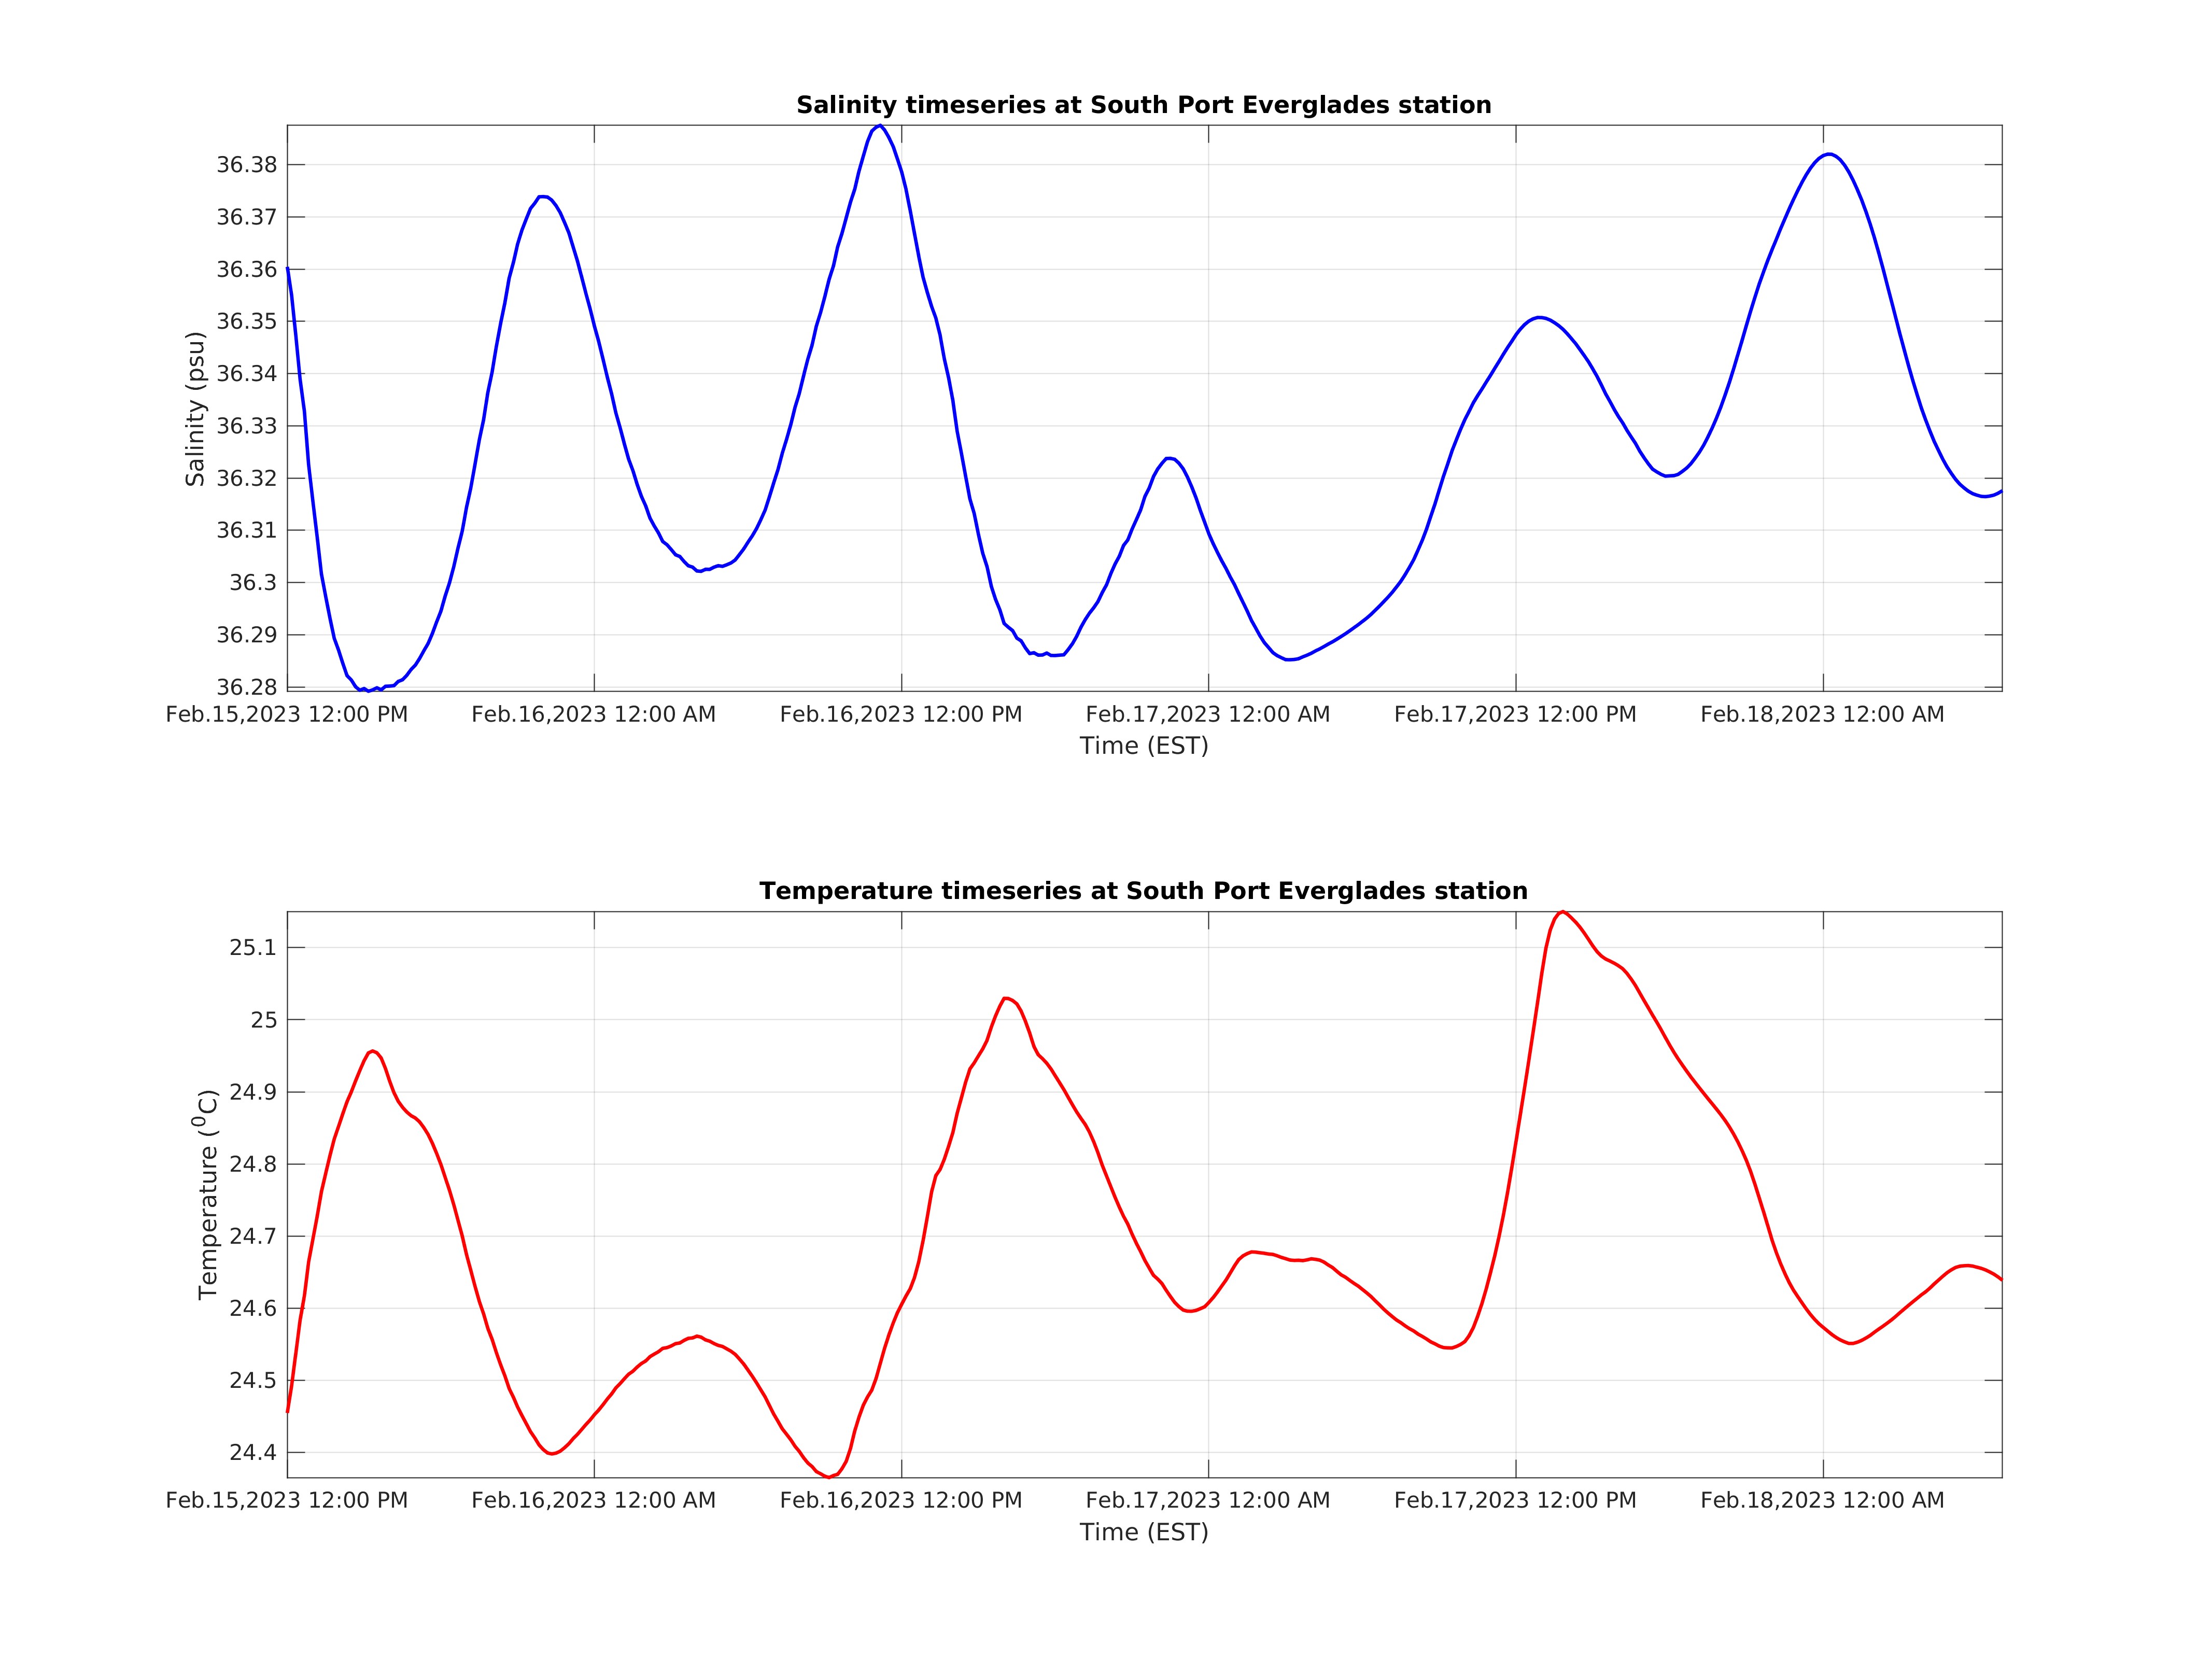 Salinity timeseries at South Port Everglades station
36.38
36.37
36.36
36.35
36.34
36.33
36.32
36.31
36.3
36.29
36.28
Salinity (psu)
Feb.15,2023 12:00 PM Feb.16,2023 12:00 AM Feb.16,2023 12:00 PM Feb.17,2023 12:00 AM Feb.17,2023 12:00 PM Feb.18,2023 12:00 AM
Time (EST)
Temperature timeseries at South Port Everglades station
25.1
25
24.9
24.8
24.7
24.6
24.5
24.4
Temperature (⁰C)
Feb.15,2023 12:00 PM Feb.16,2023 12:00 AM Feb.16,2023 12:00 PM Feb.17,2023 12:00 AM Feb.17,2023 12:00 PM Feb.18,2023 12:00 AM
Time (EST)